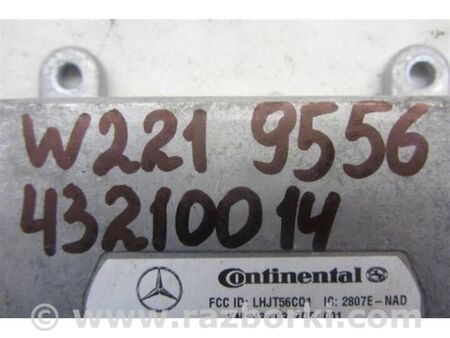 W221 9556
43210014
Continental
FCC ID: LHJT56C01 IC: 2807E-NAD
© www.razborki.com